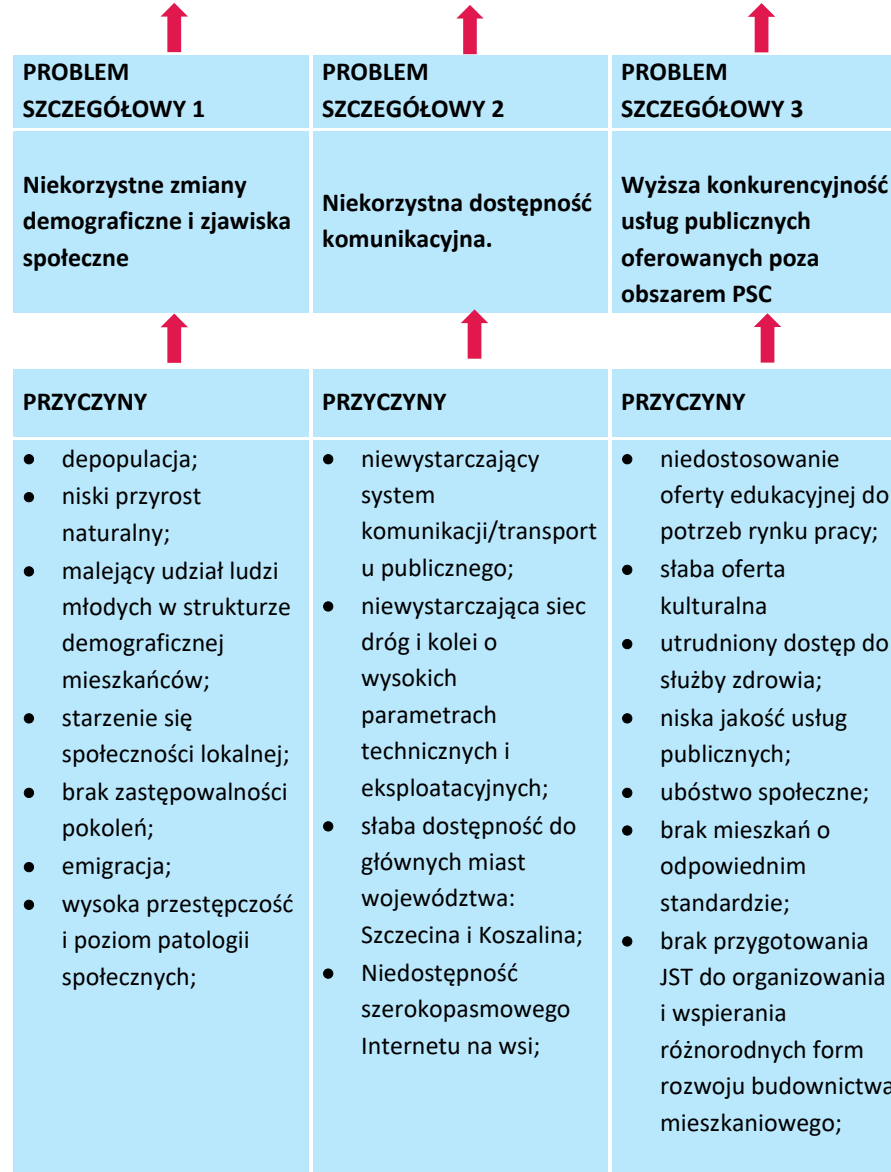 PROBLEM
SZCZEGÓŁOWY 1
Niekorzystne zmiany
demograficzne i zjawiska
społeczne
PRZYCZYNY
• depopulacja;
• niski przyrost
naturalny;
• malejący udział ludzi
młodych w strukturze
demograficznej
mieszkańców;
• starzenie się
społeczności lokalnej;
• brak zastępowalności
pokoleń;
• emigracja;
• wysoka przestępczość
i poziom patologii
społecznych;
PROBLEM
SZCZEGÓŁOWY 2
Niekorzystna dostępność
komunikacyjna.
PRZYCZYNY
• niewystarczający
system
komunikacji/transport
u publicznego;
• niewystarczająca siec
dróg i kolei o
wysokich
parametrach
technicznych i
eksploatacyjnych;
• słaba dostępność do
głównych miast
województwa:
Szczecina i Koszalina;
• Niedostępność
szerokopasmowego
Internetu na wsi;
PROBLEM
SZCZEGÓŁOWY 3
Wyższa konkurencyjność
usług publicznych
oferowanych poza
obszarem PSC
PRZYCZYNY
• niedostosowanie
oferty edukacyjnej do
potrzeb rynku pracy;
• słaba oferta
kulturalna
• utrudniony dostęp do
służby zdrowia;
• niska jakość usług
publicznych;
• ubóstwo społeczne;
• brak mieszkań o
odpowiednim
standardzie;
• brak przygotowania
JST do organizowania
i wspierania
różnorodnych form
rozwoju budownictwa
mieszkaniowego;